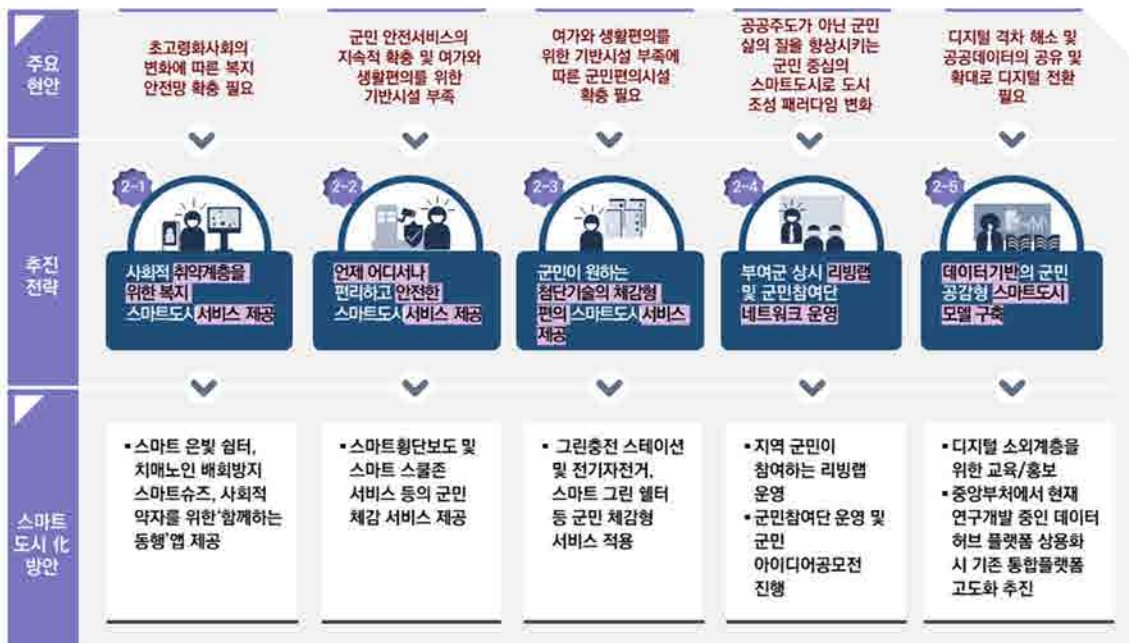 주요
현안
초고령화사회의
변화에 따른 복지
안전망 확충 필요
군민 안전서비스의
지속적 확충 및 여가와
생활편의를 위한
기반시설 부족
여가와 생활편의를
위한 기반시설 부족에
따른 군민편의시설
확충 필요
공공주도가 아닌 군민
삶의 질을 향상시키는
군민 중심의
스마트도시로 도시
조성 패러다임 변화
디지털 격차 해소 및
공공데이터의 공유 및
확대로 디지털 전환
필요
추진
전략
2-1
사회적 취약계층을
위한 복지
스마트도시 서비스 제공
2-2
언제 어디서나
편리하고 안전한
스마트도시 서비스 제공
2-3
군민이 원하는
첨단기술의 체감형
편의 스마트도시 서비스
제공
2-4
부여군 상시 리빙랩
및 군민참여단
네트워크 운영
2-5
데이터기반의 군민
공감형 스마트도시
모델 구축
스마트
도시 化
방안
▪ 스마트 은빛 쉼터,
치매노인 배회방지
스마트슈즈, 사회적
약자를 위한 ‘함께하는
동행’앱 제공
▪ 스마트횡단보도 및
스마트 스쿨존
서비스 등의 군민
체감 서비스 제공
▪ 그린충전 스테이션
및 전기자전거,
스마트 그린 쉘터
등 군민 체감형
서비스 적용
▪ 지역 군민이
참여하는 리빙랩
운영
▪ 군민참여단 운영 및
군민
아이디어공모전
진행
▪ 디지털 소외계층을
위한 교육/홍보
▪ 중앙부처에서 현재
연구개발 중인 데이터
허브 플랫폼 상용화
시 기존 통합플랫폼
고도화 추진